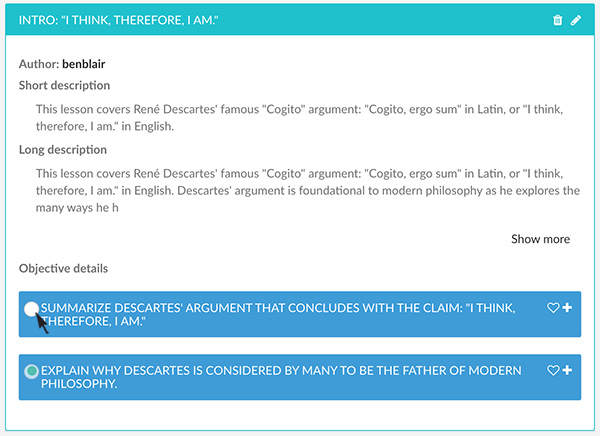 INTRO: "I THINK, THEREFORE, I AM."
Author: benblair
Short description
This lesson covers René Descartes' famous "Cogito" argument: "Cogito, ergo sum" in Latin, or "I think,
therefore, I am." in English.
Long description
This lesson covers René Descartes' famous "Cogito" argument: "Cogito, ergo sum" in Latin, or "I think,
therefore, I am." in English. Descartes' argument is foundational to modern philosophy as he explores the
many ways he h
Show more
Objective details
SUMMARIZE DESCARTES' ARGUMENT THAT CONCLUDES WITH THE CLAIM: "I THINK,
THEREFORE, I AM."
EXPLAIN WHY DESCARTES IS CONSIDERED BY MANY TO BE THE FATHER OF MODERN
PHILOSOPHY.